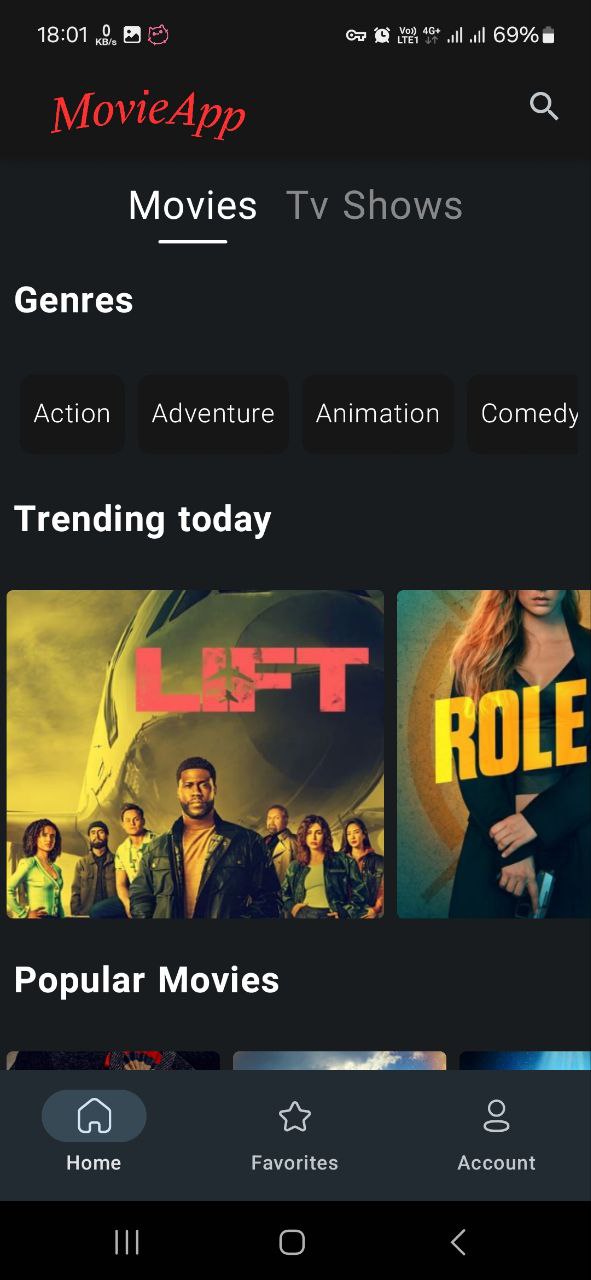 18:01 0 KB/s Vo)) LTE1 4G+ 69%
MovieApp
Movies Tv Shows
Genres
Action Adventure Animation Comedy
Trending today
LIFT ROLE
Popular Movies
Home Favorites Account